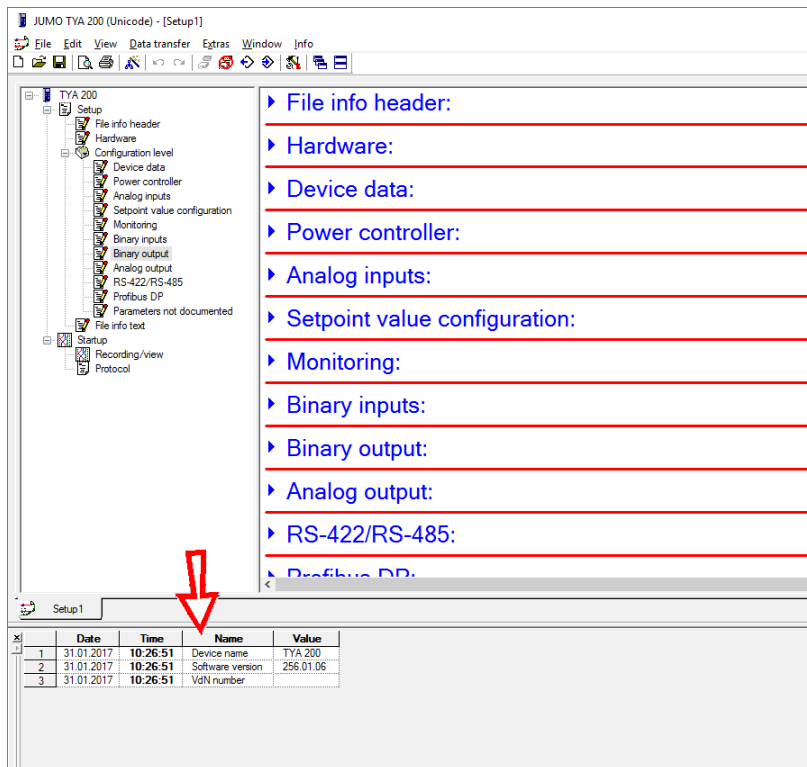 JUMO TYA 200 (Unicode) - [Setup1]
File Edit View Data transfer Extras Window Info
TYA 200
Setup
File info header
Hardware
Configuration level
Device data
Power controller
Analog inputs
Setpoint value configuration
Monitoring
Binary inputs
Binary output
Analog output
RS-422/RS-485
Profibus DP
Parameters not documented
File info text
Startup
Recording/view
Protocol
File info header:
Hardware:
Device data:
Power controller:
Analog inputs:
Setpoint value configuration:
Monitoring:
Binary inputs:
Binary output:
Analog output:
RS-422/RS-485:
Profibus DP:
Setup1
Date Time Name Value
1 31.01.2017 10:26:51 Device name TYA 200
2 31.01.2017 10:26:51 Software version 256.01.06
3 31.01.2017 10:26:51 VdN number